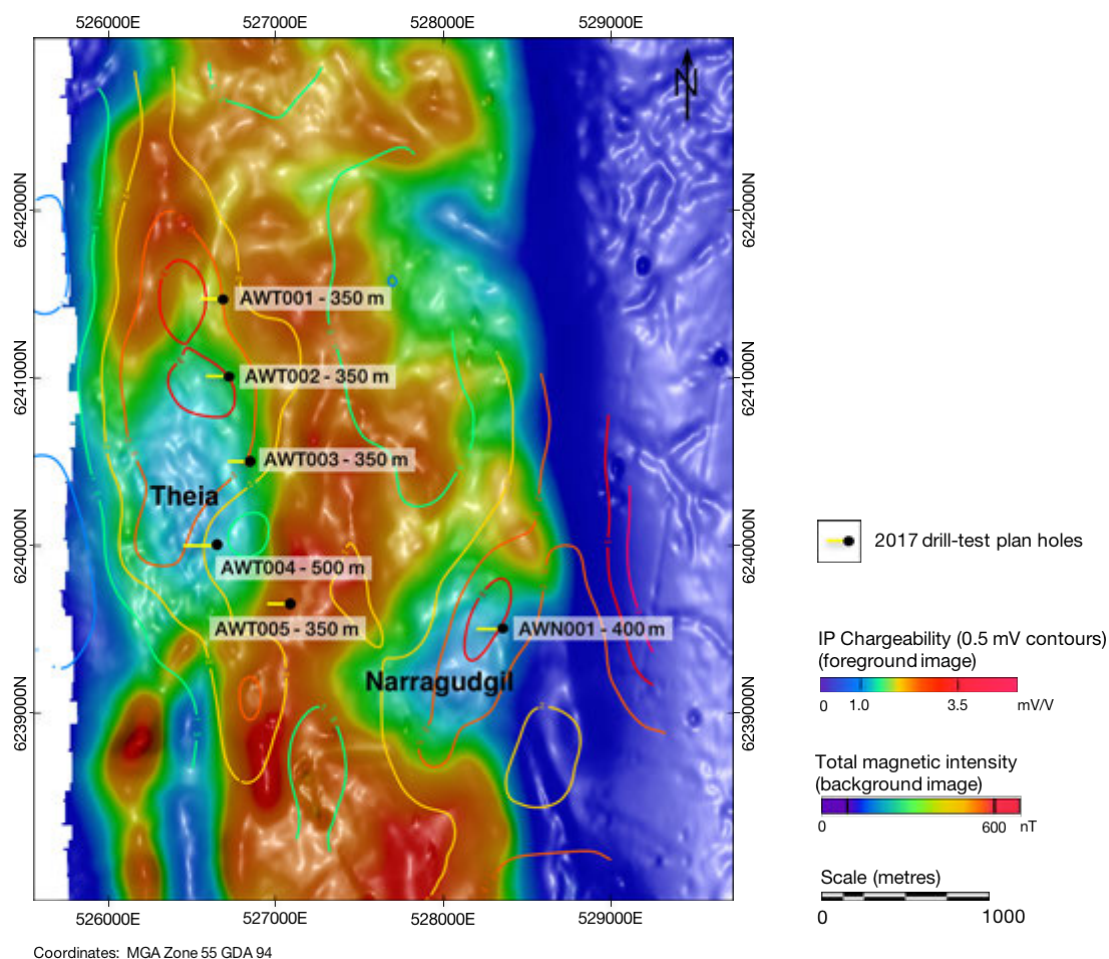 526000E 527000E 528000E 529000E
N
6242000N 6242000N
AWT001 - 350 m
6241000N 6241000N
AWT002 - 350 m
AWT003 - 350 m
Theia
6240000N 6240000N
AWT004 - 500 m
2017 drill-test plan holes
AWT005 - 350 m
AWN001 - 400 m
IP Chargeability (0.5 mV contours)
(foreground image)
0 1.0 3.5 mV/V
Narragudgil
6239000N 6239000N
Total magnetic intensity
(background image)
0 600 nT
Scale (metres)
0 1000
526000E 527000E 528000E 529000E
Coordinates: MGA Zone 55 GDA 94